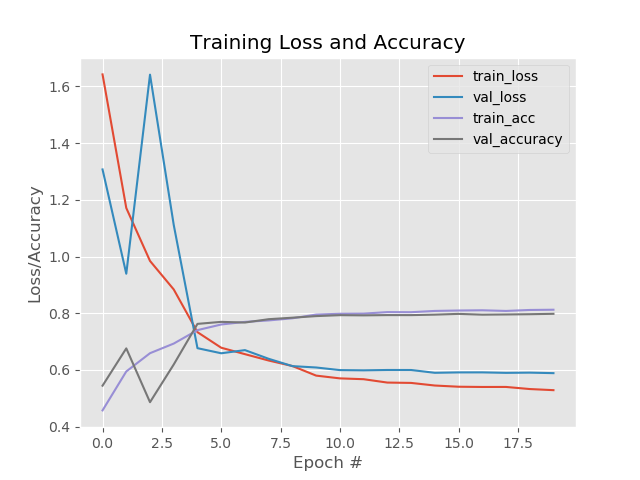 Training Loss and Accuracy
train_loss
val_loss
train_acc
val_accuracy
Loss/Accuracy
1.6
1.4
1.2
1.0
0.8
0.6
0.4
0.0 2.5 5.0 7.5 10.0 12.5 15.0 17.5
Epoch #